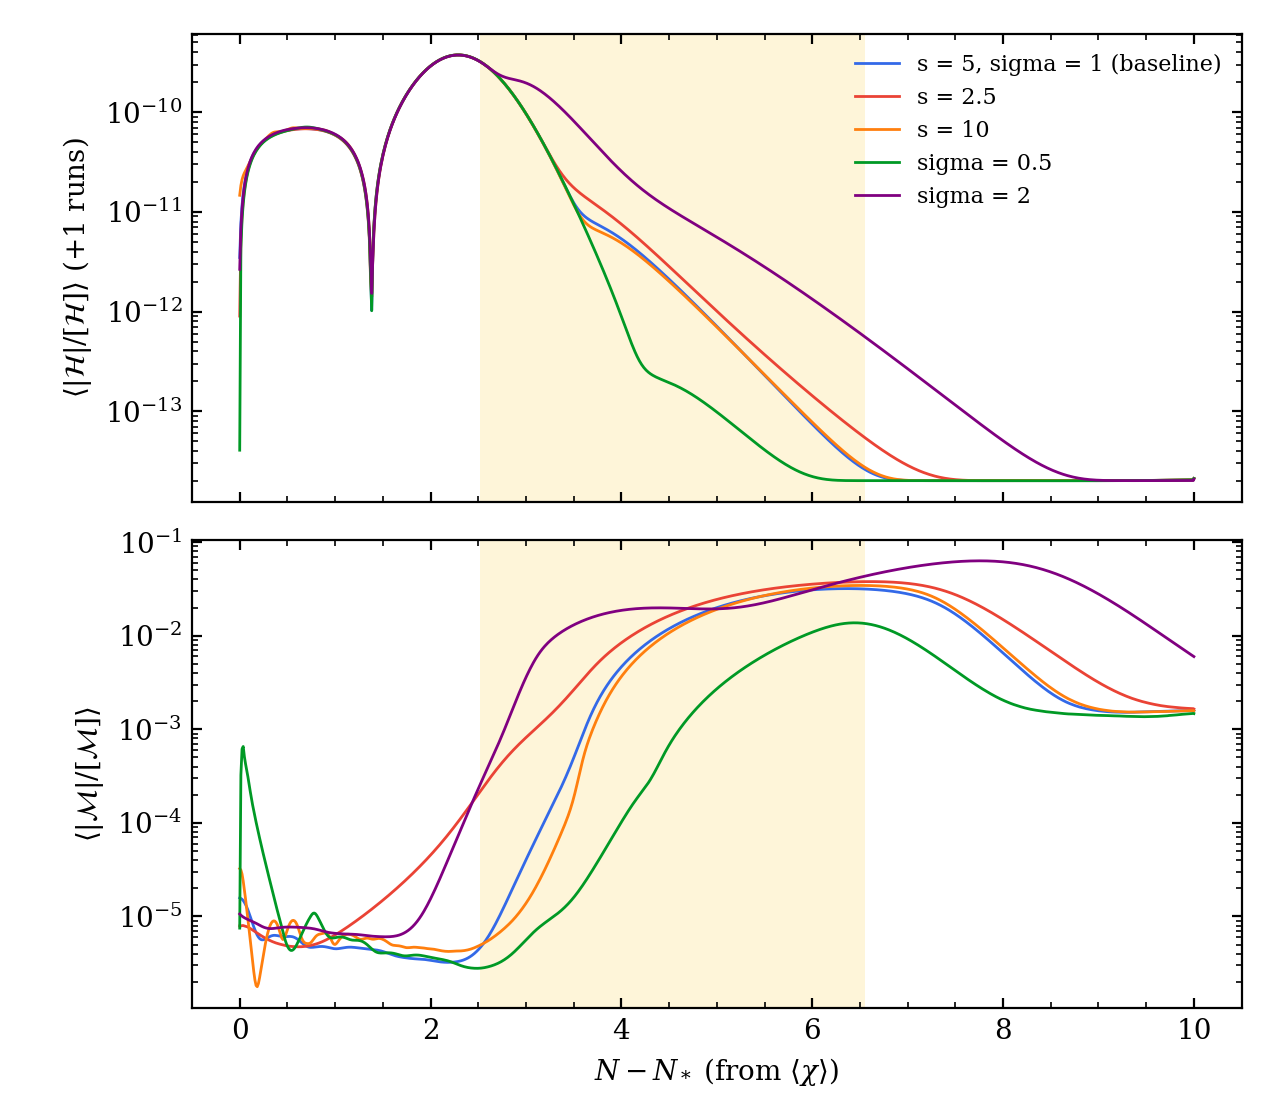 s = 5, sigma = 1 (baseline)
s = 2.5
s = 10
sigma = 0.5
sigma = 2
⟨|ℋ|/[ℋ]⟩ (+1 runs)
10⁻¹⁰
10⁻¹¹
10⁻¹²
10⁻¹³
⟨|ℳ|/[ℳ]⟩
10⁻¹
10⁻²
10⁻³
10⁻⁴
10⁻⁵
0 2 4 6 8 10
N − N∗ (from ⟨χ⟩)